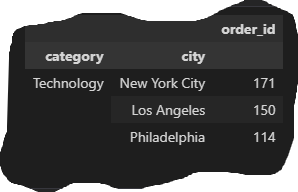 order_id
category city
Technology New York City 171
Los Angeles 150
Philadelphia 114